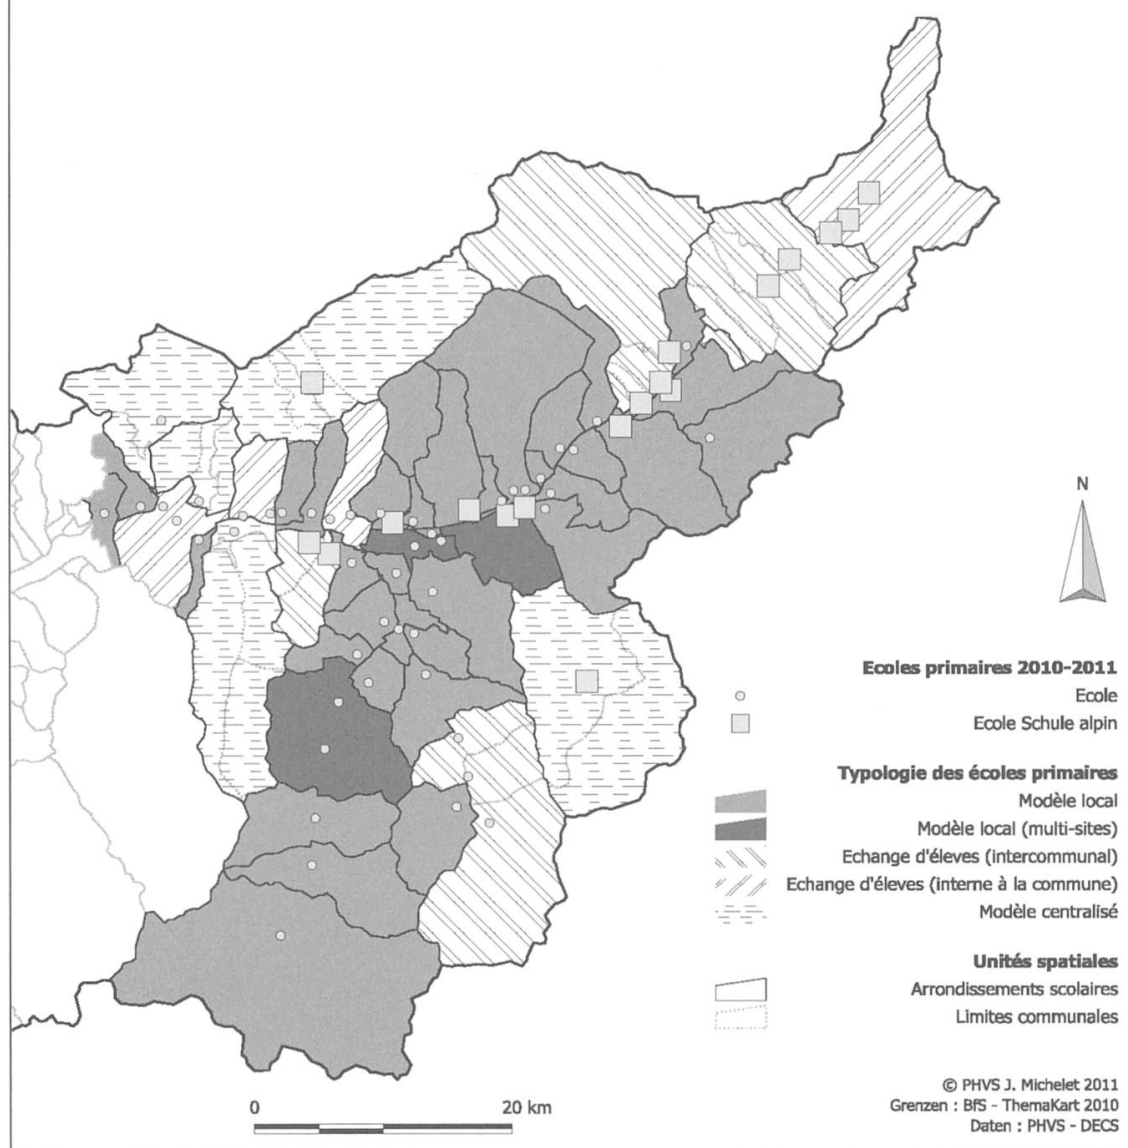 N
Ecoles primaires 2010-2011
Ecole
Ecole Schule alpin
Typologie des écoles primaires
Modèle local
Modèle local (multi-sites)
Echange d'éleves (intercommunal)
Echange d'éleves (interne à la commune)
Modèle centralisé
Unités spatiales
Arrondissements scolaires
Limites communales
© PHVS J. Michelet 2011
Grenzen : BfS - ThemaKart 2010
Daten : PHVS - DECS
0 20 km